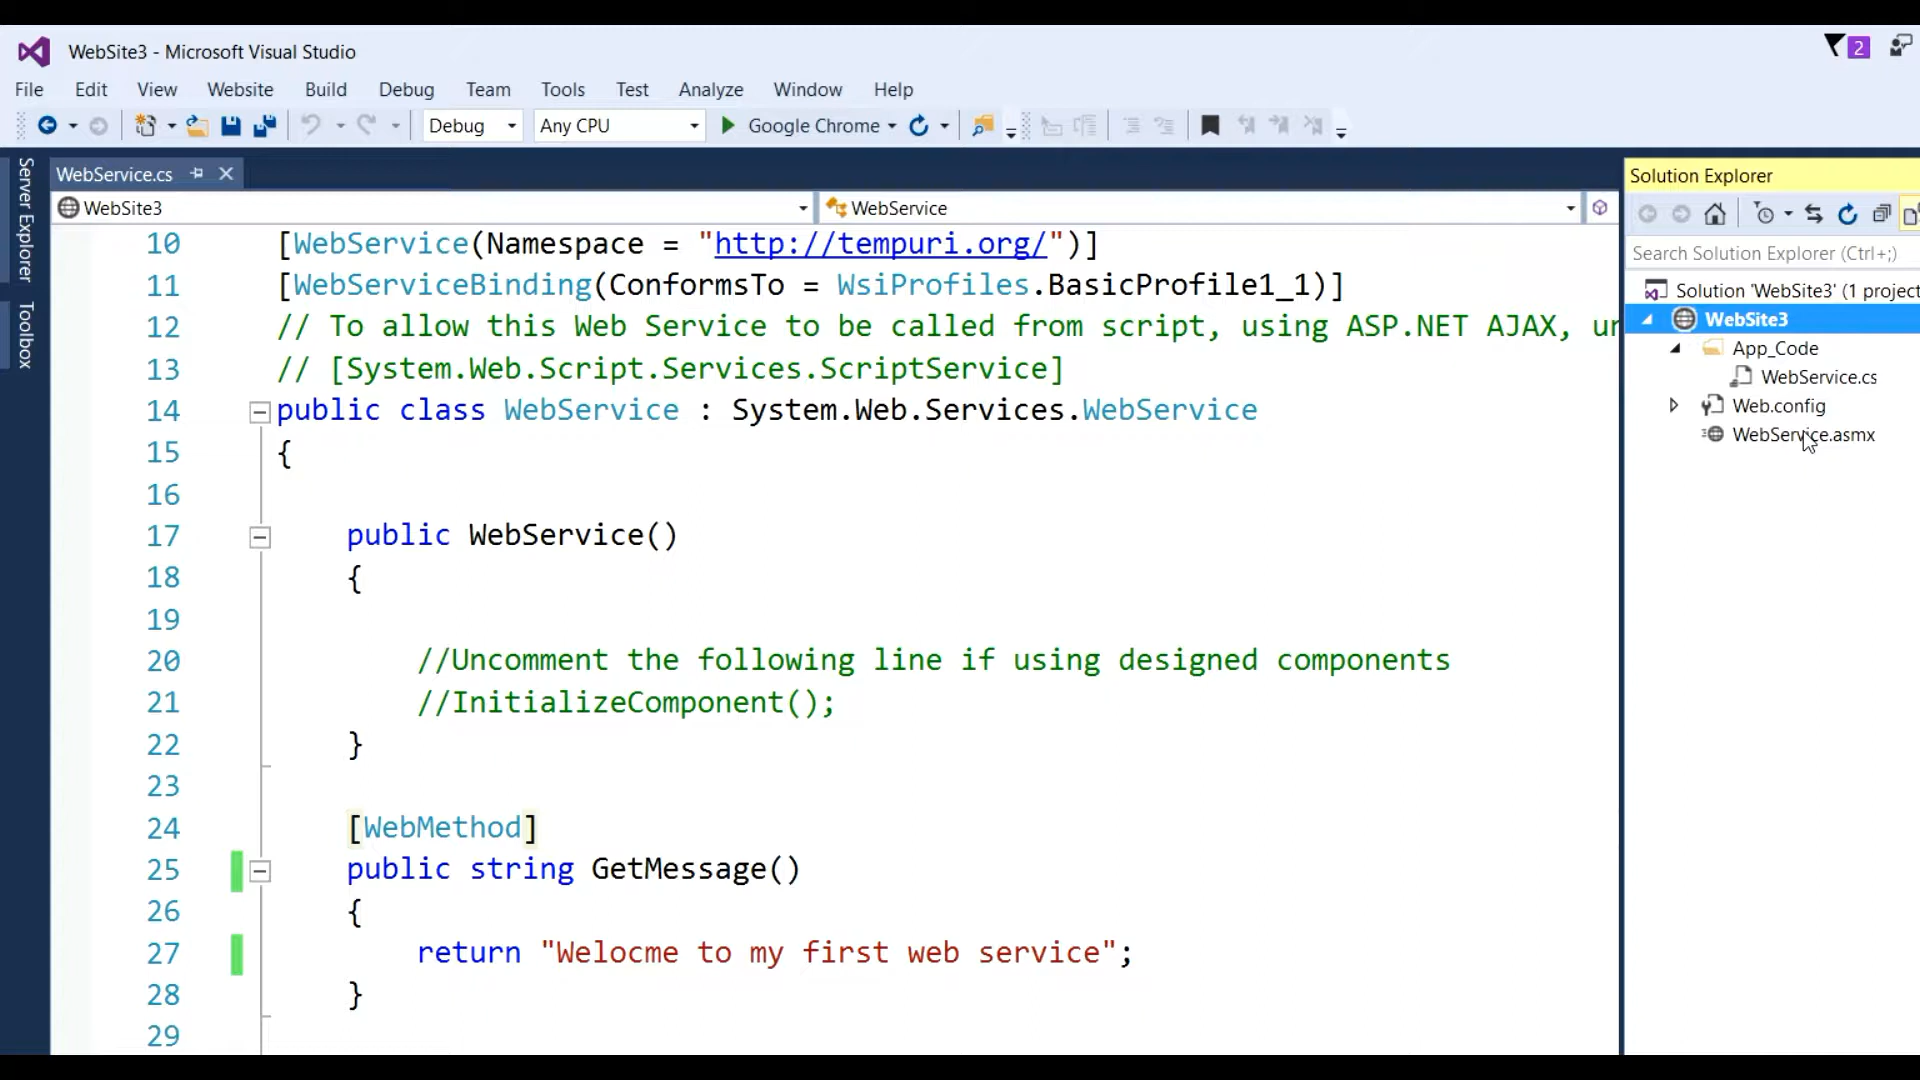 WebSite3 - Microsoft Visual Studio
2
File Edit View Website Build Debug Team Tools Test Analyze Window Help
Debug Any CPU Google Chrome
Server Explorer
Toolbox
WebService.cs
WebSite3 WebService
10 [WebService(Namespace = "http://tempuri.org/")]
11 [WebServiceBinding(ConformsTo = WsiProfiles.BasicProfile1_1)]
12 // To allow this Web Service to be called from script, using ASP.NET AJAX, un
13 // [System.Web.Script.Services.ScriptService]
14 public class WebService : System.Web.Services.WebService
15 {
16
17 public WebService()
18 {
19
20 //Uncomment the following line if using designed components
21 //InitializeComponent();
22 }
23
24 [WebMethod]
25 public string GetMessage()
26 {
27 return "Welocme to my first web service";
28 }
29
Solution Explorer
Search Solution Explorer (Ctrl+;)
Solution 'WebSite3' (1 project
WebSite3
App_Code
WebService.cs
Web.config
WebService.asmx